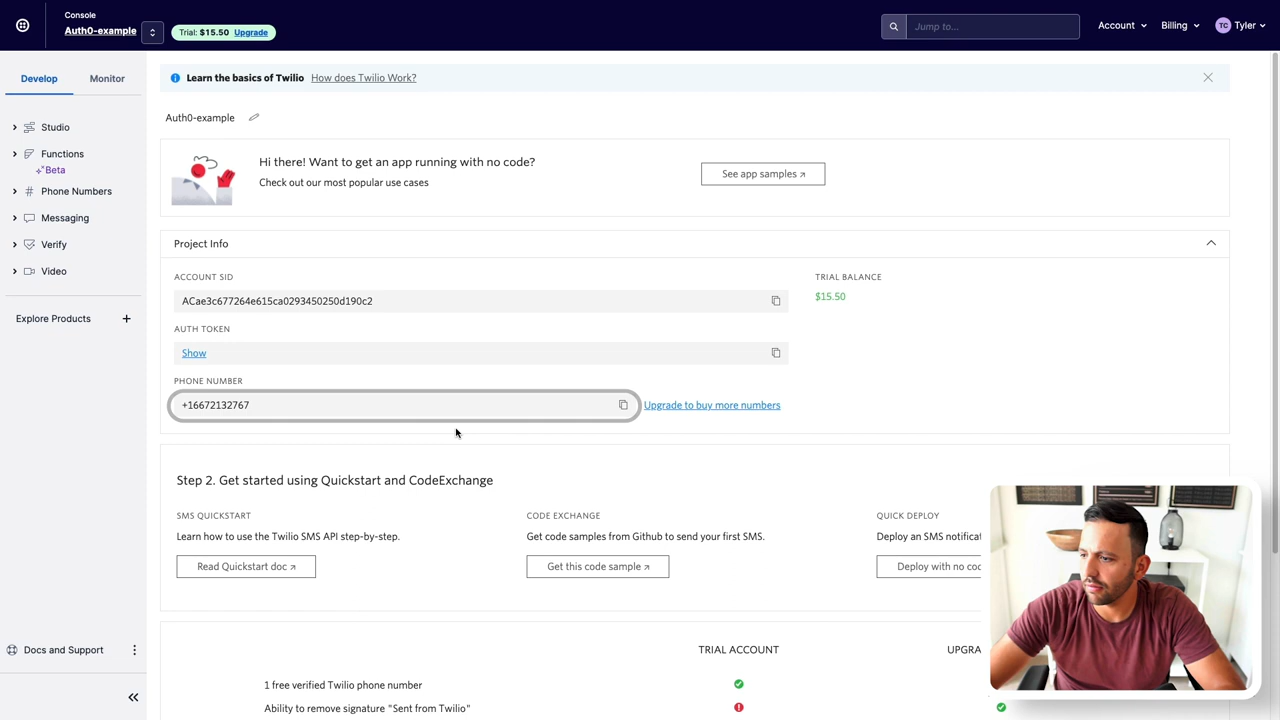 Console
Auth0-example
Trial: $15.50 Upgrade
Jump to...
Account
Billing
TC Tyler
Develop Monitor
Learn the basics of Twilio How does Twilio Work?
Auth0-example
Studio
Functions
Beta
Phone Numbers
Messaging
Verify
Video
Explore Products +
Hi there! Want to get an app running with no code?
Check out our most popular use cases
See app samples ↗
Project Info
ACCOUNT SID
ACae3c677264e615ca0293450250d190c2
TRIAL BALANCE
$15.50
AUTH TOKEN
Show
PHONE NUMBER
+16672132767
Upgrade to buy more numbers
Step 2. Get started using Quickstart and CodeExchange
SMS QUICKSTART
Learn how to use the Twilio SMS API step-by-step.
Read Quickstart doc ↗
CODE EXCHANGE
Get code samples from Github to send your first SMS.
Get this code sample ↗
QUICK DEPLOY
Deploy an SMS notificat
Deploy with no coc
TRIAL ACCOUNT
UPGRA
1 free verified Twilio phone number
Ability to remove signature "Sent from Twilio"
Docs and Support